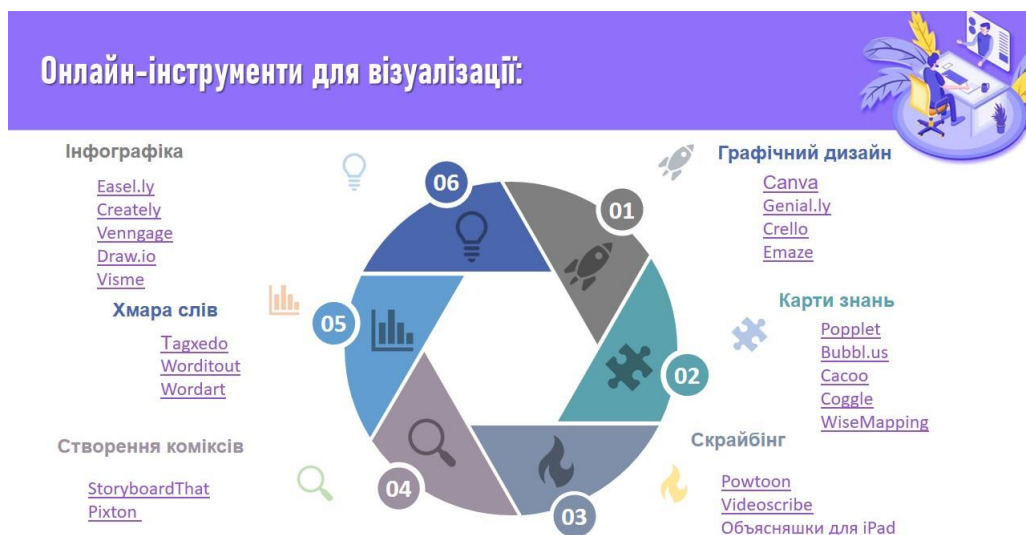 Онлайн-інструменти для візуалізації:
Інфографіка
Easel.ly
Creately
Venngage
Draw.io
Visme
Хмара слів
Tagxedo
Worditout
Wordart
Створення коміксів
StoryboardThat
Pixton
06
01
05
02
04
03
Графічний дизайн
Canva
Genial.ly
Crello
Emaze
Карти знань
Popplet
Bubbl.us
Cacoo
Coggle
WiseMapping
Скрайбінг
Powtoon
Videoscribe
Объясняшки для iPad